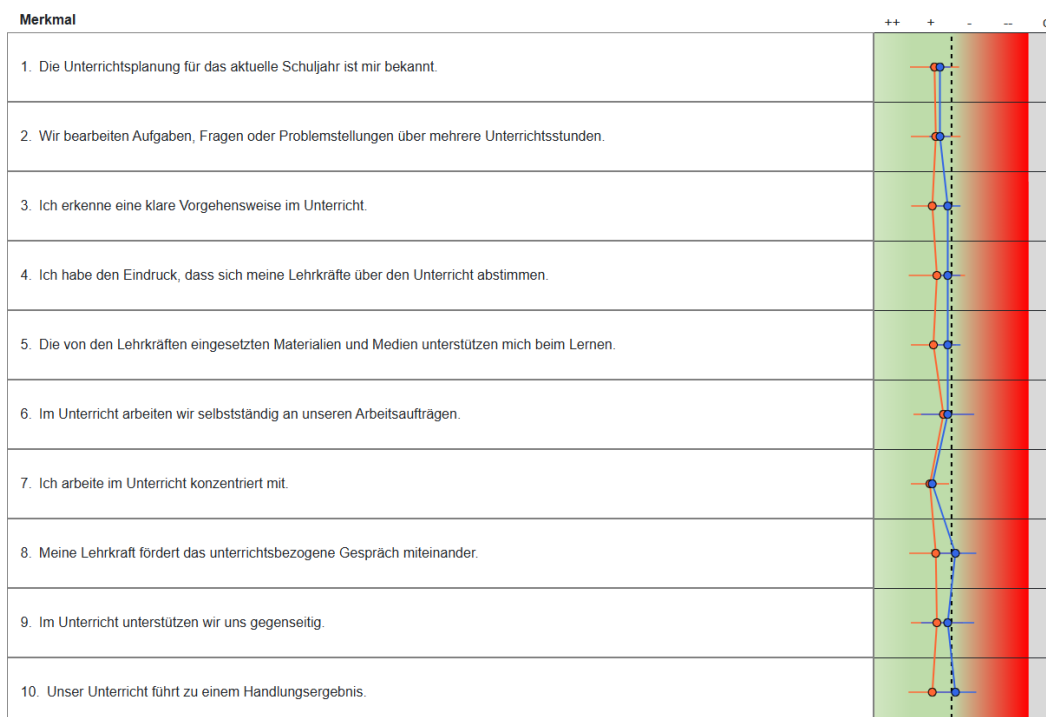 Merkmal ++ + - --
1. Die Unterrichtsplanung für das aktuelle Schuljahr ist mir bekannt.
2. Wir bearbeiten Aufgaben, Fragen oder Problemstellungen über mehrere Unterrichtsstunden.
3. Ich erkenne eine klare Vorgehensweise im Unterricht.
4. Ich habe den Eindruck, dass sich meine Lehrkräfte über den Unterricht abstimmen.
5. Die von den Lehrkräften eingesetzten Materialien und Medien unterstützen mich beim Lernen.
6. Im Unterricht arbeiten wir selbstständig an unseren Arbeitsaufträgen.
7. Ich arbeite im Unterricht konzentriert mit.
8. Meine Lehrkraft fördert das unterrichtsbezogene Gespräch miteinander.
9. Im Unterricht unterstützen wir uns gegenseitig.
10. Unser Unterricht führt zu einem Handlungsergebnis.